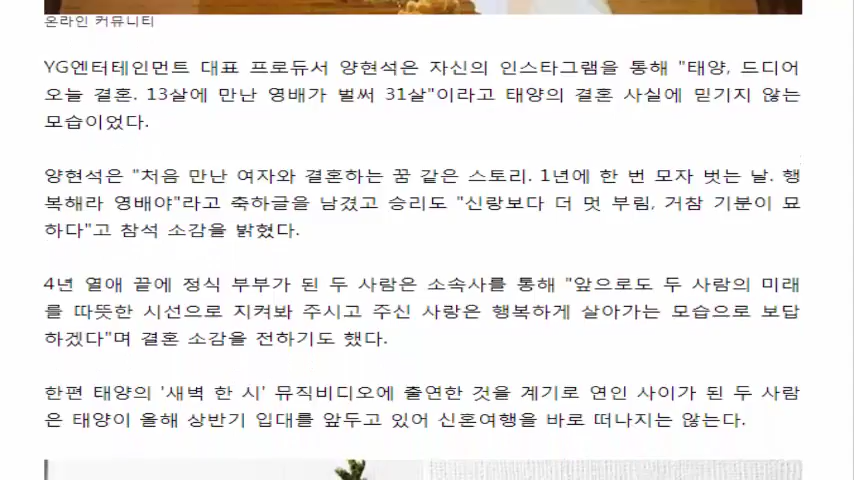 온라인 커뮤니티
YG엔터테인먼트 대표 프로듀서 양현석은 자신의 인스타그램을 통해 "태양, 드디어
오늘 결혼. 13살에 만난 영배가 벌써 31살"이라고 태양의 결혼 사실에 믿기지 않는
모습이었다.
양현석은 "처음 만난 여자와 결혼하는 꿈 같은 스토리. 1년에 한 번 모자 벗는 날. 행
복해라 영배야"라고 축하글을 남겼고 승리도 "신랑보다 더 멋 부림, 거참 기분이 묘
하다"고 참석 소감을 밝혔다.
4년 열애 끝에 정식 부부가 된 두 사람은 소속사를 통해 "앞으로도 두 사람의 미래
를 따뜻한 시선으로 지켜봐 주시고 주신 사랑은 행복하게 살아가는 모습으로 보답
하겠다"며 결혼 소감을 전하기도 했다.
한편 태양의 '새벽 한 시' 뮤직비디오에 출연한 것을 계기로 연인 사이가 된 두 사람
은 태양이 올해 상반기 입대를 앞두고 있어 신혼여행을 바로 떠나지는 않는다.